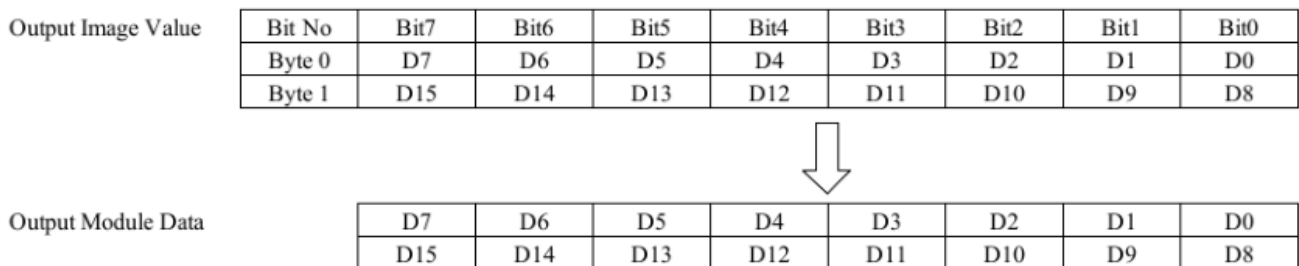 Output Image Value Bit No Bit7 Bit6 Bit5 Bit4 Bit3 Bit2 Bit1 Bit0
Byte 0 D7 D6 D5 D4 D3 D2 D1 D0
Byte 1 D15 D14 D13 D12 D11 D10 D9 D8
Output Module Data D7 D6 D5 D4 D3 D2 D1 D0
D15 D14 D13 D12 D11 D10 D9 D8